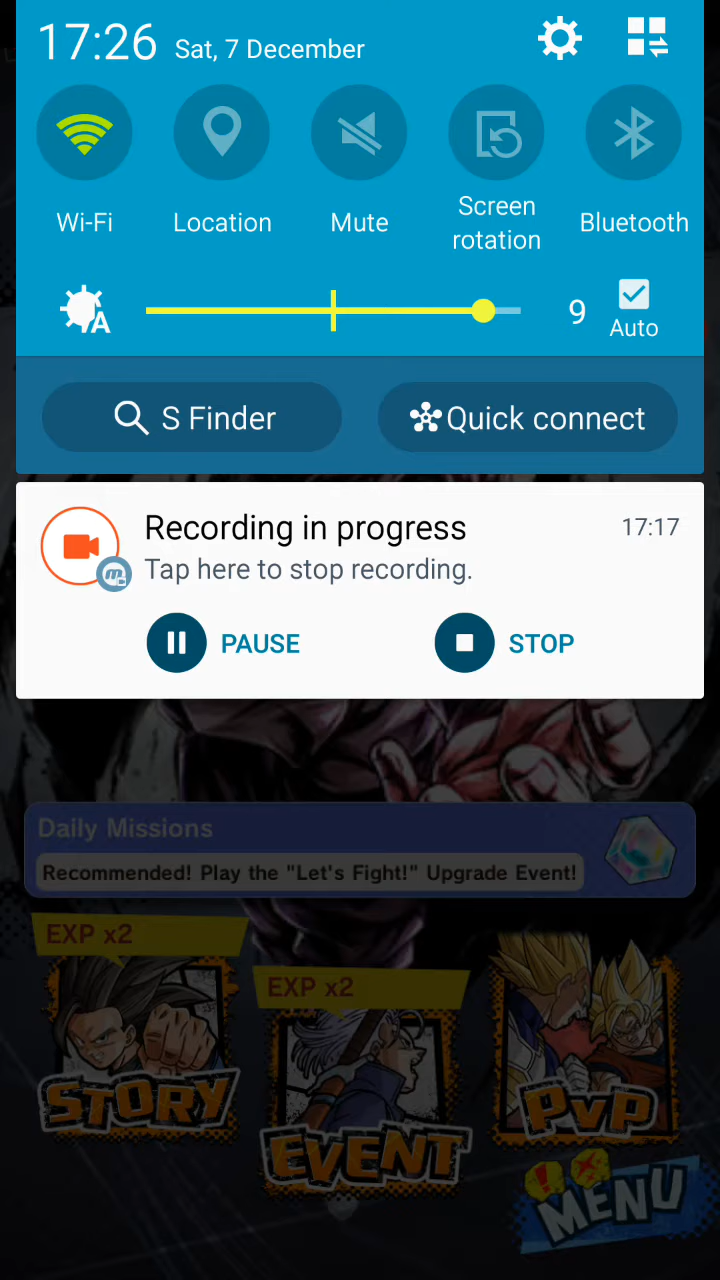 17:26 Sat, 7 December
Wi-Fi
Location
Mute
Screen
rotation
Bluetooth
A
9
Auto
S Finder
Quick connect
Recording in progress
17:17
Tap here to stop recording.
m
PAUSE
STOP
Daily Missions
Recommended! Play the "Let's Fight!" Upgrade Event!
EXP x2
EXP x2
STORY
EVENT
PVP
MENU